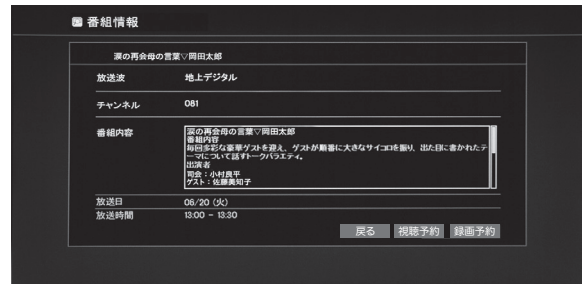 番組情報
涙の再会母の言葉▽岡田太郎
放送波 地上デジタル
チャンネル 081
番組内容 涙の再会母の言葉▽岡田太郎
番組内容
毎回多彩な豪華ゲストを迎え、ゲストが順番に大きなサイコロを振り、出た目に書かれたテ
ーマについて話すトークバラエティ。
出演者
司会：小村良平
ゲスト：佐藤美知子
放送日 06/20 (火)
放送時間 13:00 - 13:30
戻る 視聴予約 録画予約